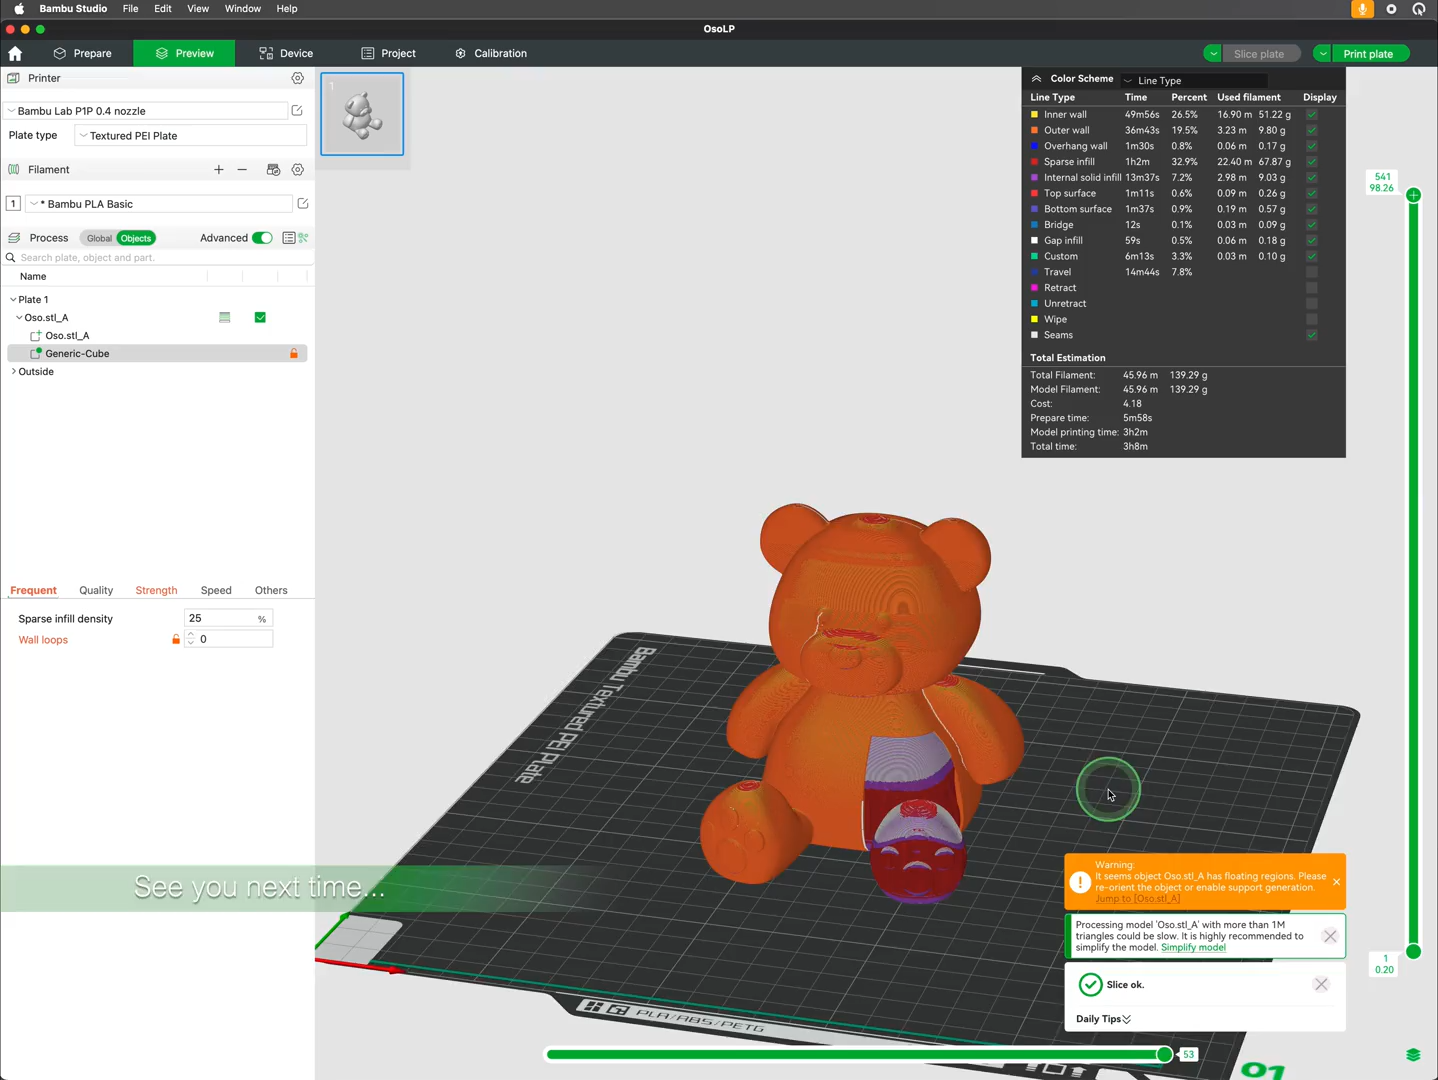 Bambu Studio File Edit View Window Help
OsoLP
Prepare Preview Device Project Calibration Slice plate Print plate
Printer
Bambu Lab P1P 0.4 nozzle
Plate type Textured PEI Plate
Filament
1 * Bambu PLA Basic
Process Global Objects Advanced
Search plate, object and part.
Name
Plate 1
Oso.stl_A
Oso.stl_A
Generic-Cube
Outside
Frequent Quality Strength Speed Others
Sparse infill density 25 %
Wall loops 0
See you next time...
1
Color Scheme Line Type
Line Type Time Percent Used filament Display
Inner wall 49m56s 26.5% 16.90 m 51.22 g
Outer wall 36m43s 19.5% 3.23 m 9.80 g
Overhang wall 1m30s 0.8% 0.06 m 0.17 g
Sparse infill 1h2m 32.9% 22.40 m 67.87 g
Internal solid infill 13m37s 7.2% 2.98 m 9.03 g
Top surface 1m11s 0.6% 0.09 m 0.26 g
Bottom surface 1m37s 0.9% 0.19 m 0.57 g
Bridge 12s 0.1% 0.03 m 0.09 g
Gap infill 59s 0.5% 0.06 m 0.18 g
Custom 6m13s 3.3% 0.03 m 0.10 g
Travel 14m44s 7.8%
Retract
Unretract
Wipe
Seams
Total Estimation
Total Filament: 45.96 m 139.29 g
Model Filament: 45.96 m 139.29 g
Cost: 4.18
Prepare time: 5m58s
Model printing time: 3h2m
Total time: 3h8m
541
98.26
Bambu Textured PEI Plate
Warning:
It seems object Oso.stl_A has floating regions. Please
re-orient the object or enable support generation.
Jump to [Oso.stl_A]
Processing model 'Oso.stl_A' with more than 1M
triangles could be slow. It is highly recommended to
simplify the model. Simplify model
Slice ok.
Daily Tips
1
0.20
PLA/ABS/PETG
53
01